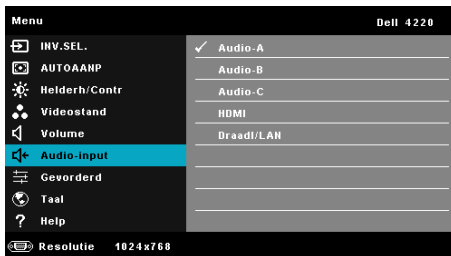 Menu Dell 4220
INV.SEL. Audio-A
AUTOAANP Audio-B
Helderh/Contr Audio-C
Videostand HDMI
Volume Draadl/LAN
Audio-input
Gevorderd
Taal
? Help
Resolutie 1024x768